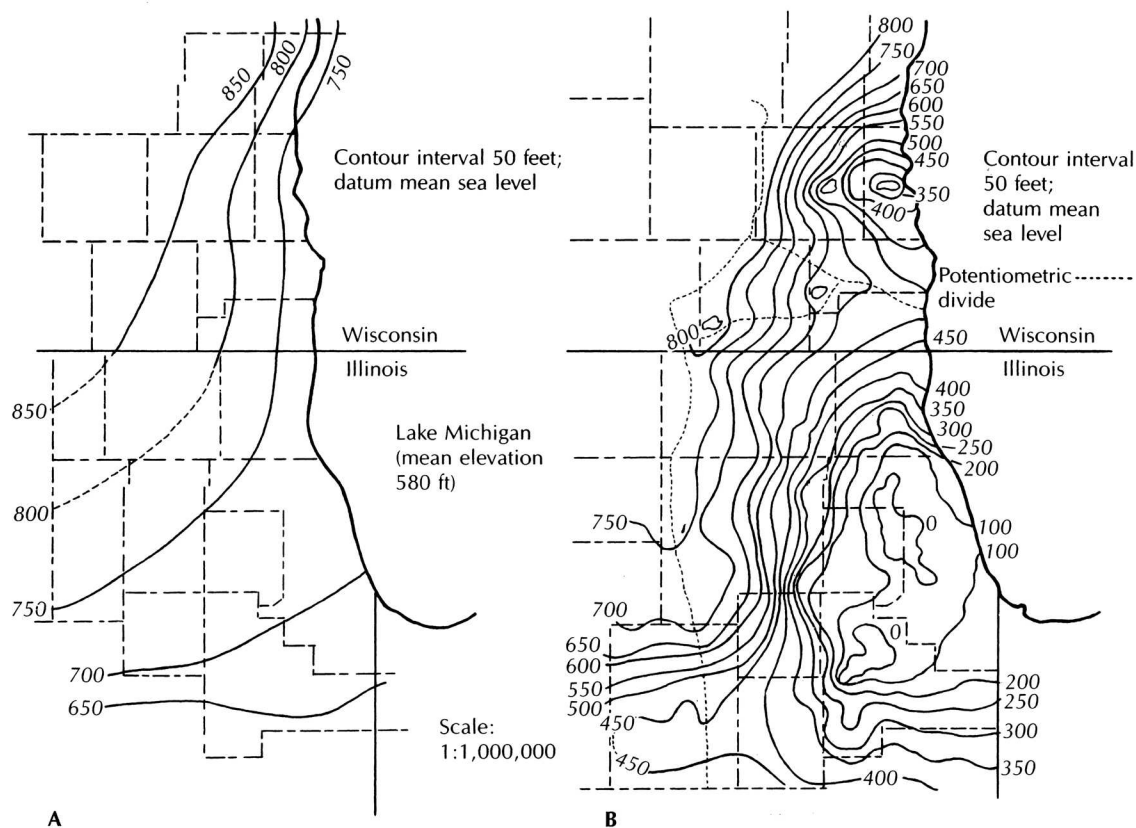 850
800
750
Contour interval 50 feet;
datum mean sea level
Wisconsin
Illinois
850
Lake Michigan
(mean elevation
580 ft)
800
750
700
650
Scale:
1:1,000,000
A
800
750
700
650
600
550
500
450
350
400
Contour interval
50 feet;
datum mean
sea level
Potentiometric
divide
800
Wisconsin
450
Illinois
400
350
300
250
200
750
0
100
100
700
0
650
600
550
500
450
200
250
300
350
450
400
B